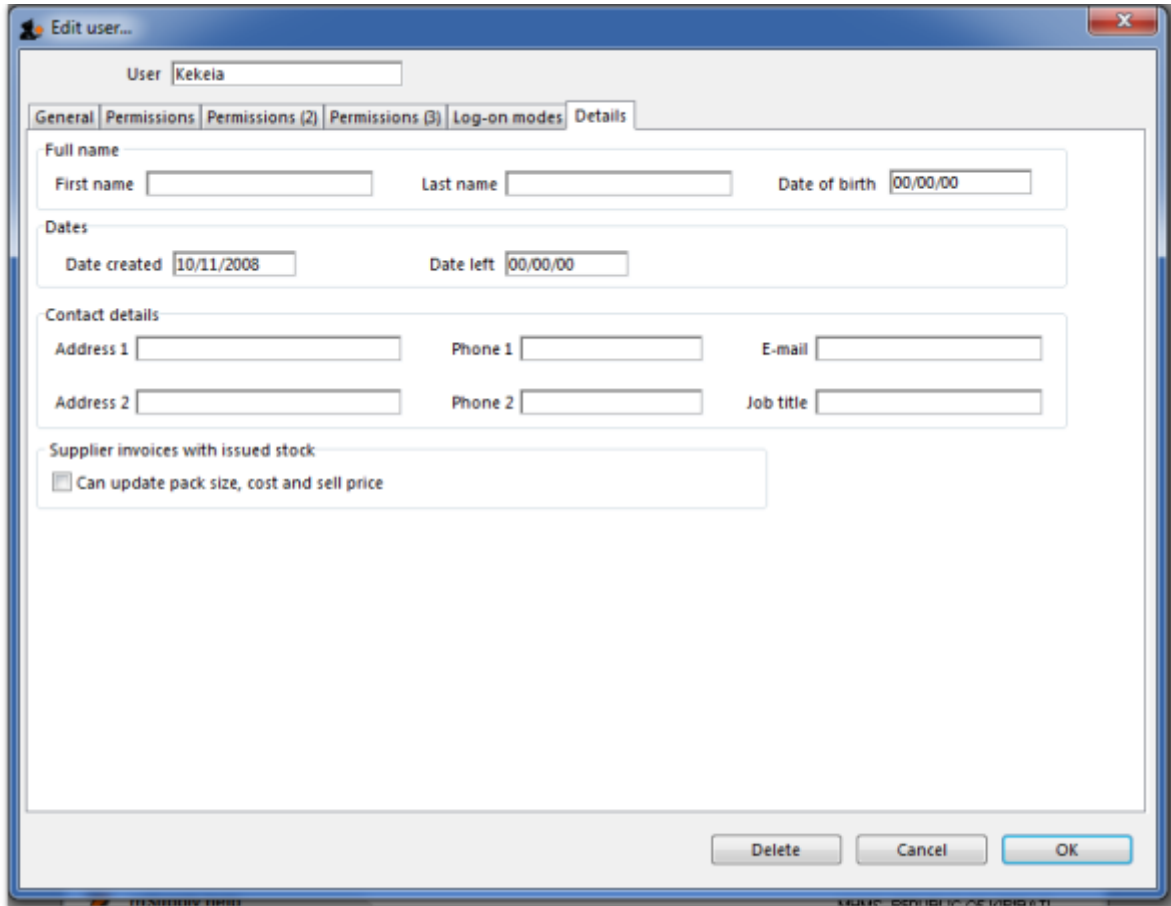 Edit user...
User Kekeia
General Permissions Permissions (2) Permissions (3) Log-on modes Details
Full name
First name Last name Date of birth 00/00/00
Dates
Date created 10/11/2008 Date left 00/00/00
Contact details
Address 1 Phone 1 E-mail
Address 2 Phone 2 Job title
Supplier invoices with issued stock
Can update pack size, cost and sell price
Delete Cancel OK